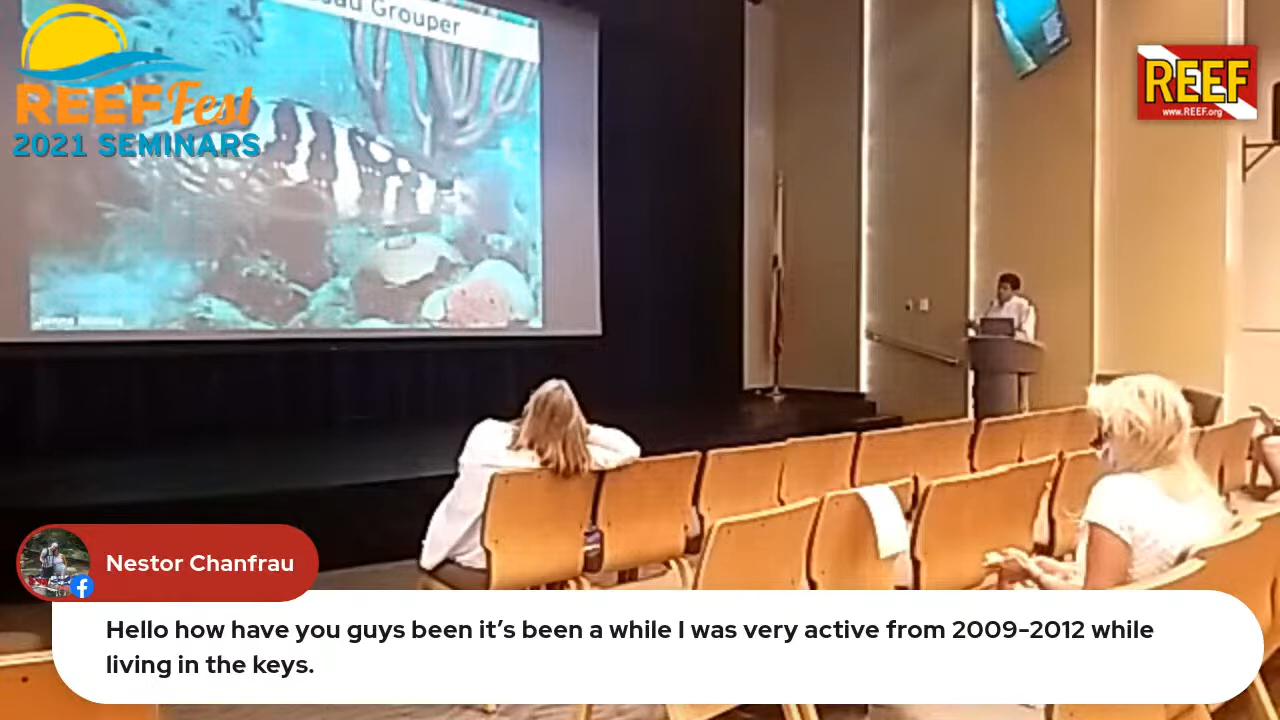 Grouper
REEF Fest
2021 SEMINARS
REEF
www.REEF.org
Nestor Chanfrau
Hello how have you guys been it’s been a while I was very active from 2009-2012 while
living in the keys.